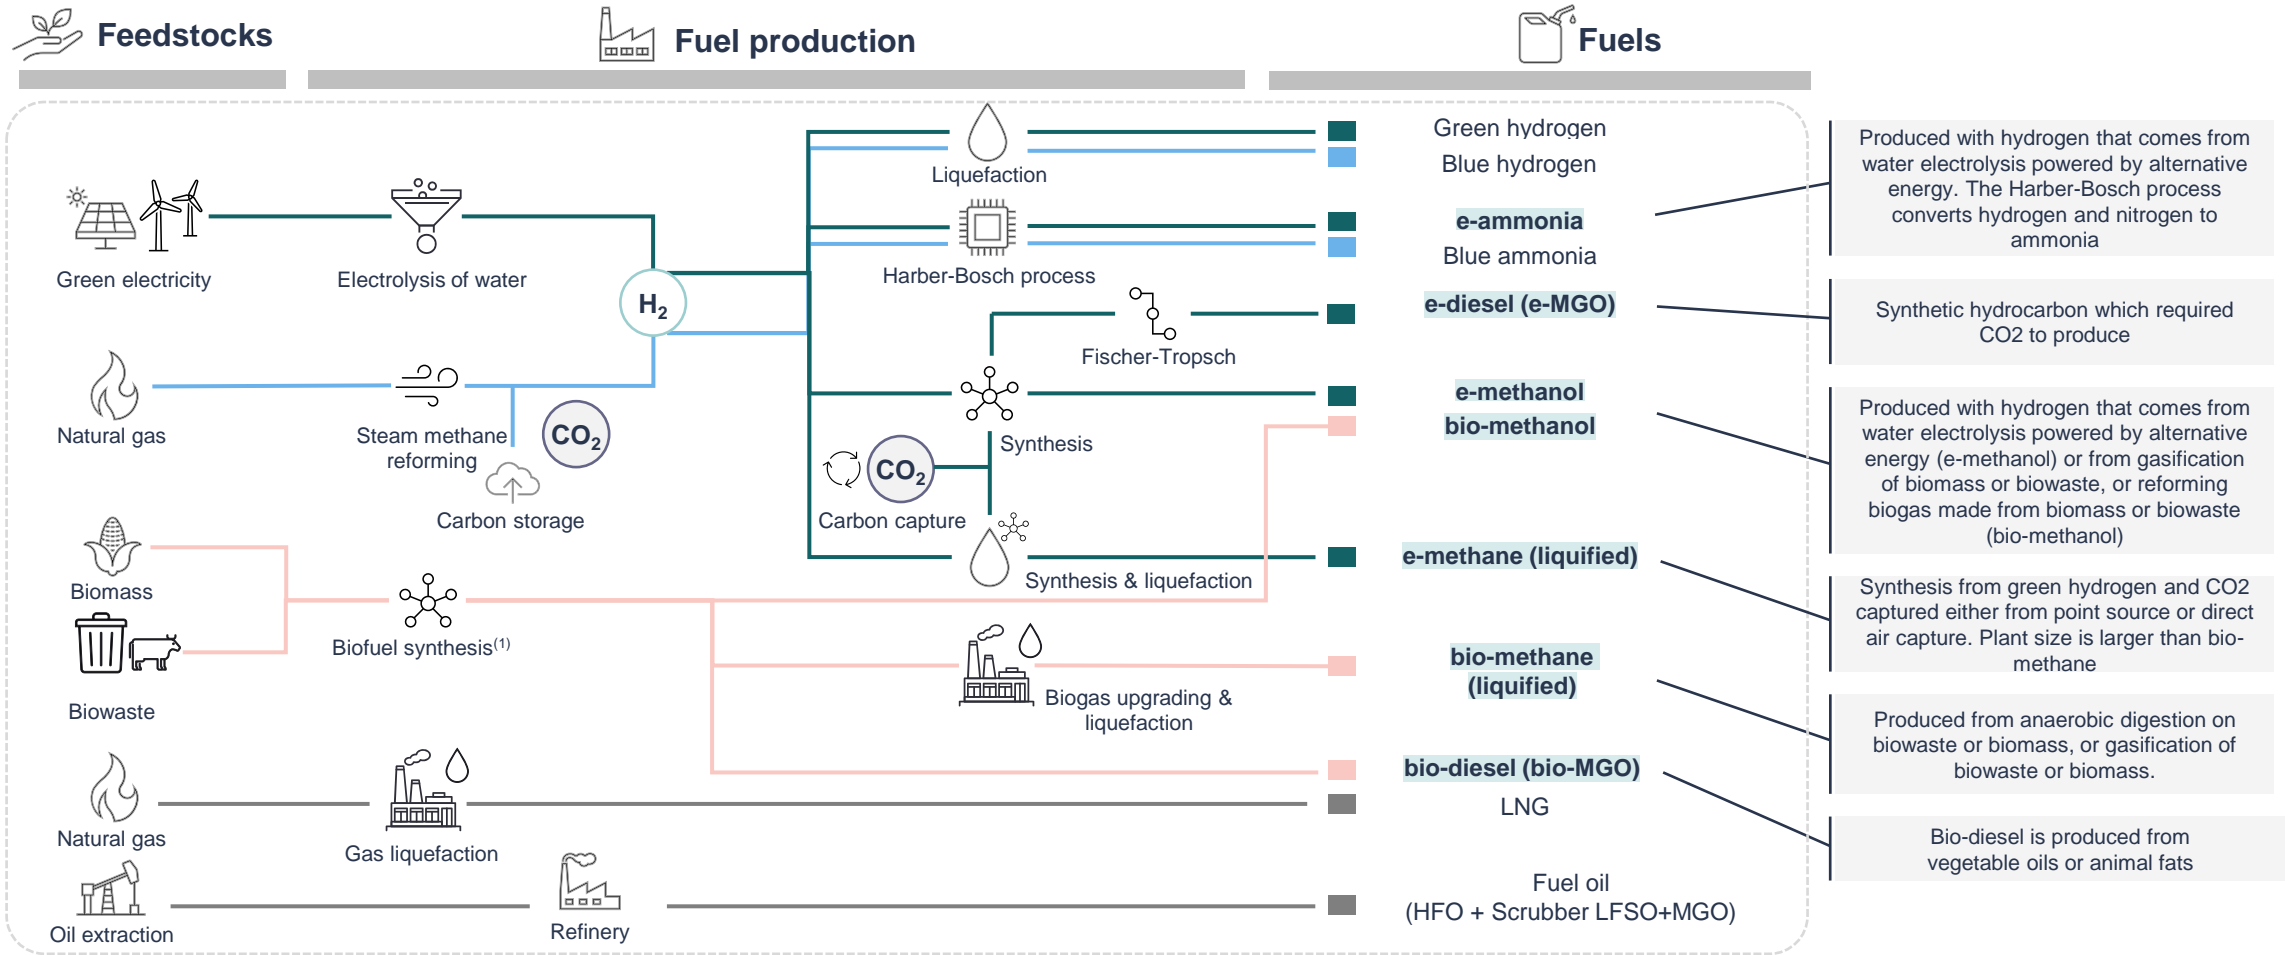 Feedstocks
Fuel production
Fuels
Green electricity
Electrolysis of water
Natural gas
Steam methane
reforming
CO2
Carbon storage
H2
Liquefaction
Harber-Bosch process
Fischer-Tropsch
Synthesis
CO2
Carbon capture
Synthesis & liquefaction
Biomass
Biowaste
Biofuel synthesis(1)
Biogas upgrading &
liquefaction
Natural gas
Gas liquefaction
Oil extraction
Refinery
Green hydrogen
Blue hydrogen
e-ammonia
Blue ammonia
e-diesel (e-MGO)
e-methanol
bio-methanol
e-methane (liquified)
bio-methane
(liquified)
bio-diesel (bio-MGO)
LNG
Fuel oil
(HFO + Scrubber LFSO+MGO)
Produced with hydrogen that comes from
water electrolysis powered by alternative
energy. The Harber-Bosch process
converts hydrogen and nitrogen to
ammonia
Synthetic hydrocarbon which required
CO2 to produce
Produced with hydrogen that comes from
water electrolysis powered by alternative
energy (e-methanol) or from gasification
of biomass or biowaste, or reforming
biogas made from biomass or biowaste
(bio-methanol)
Synthesis from green hydrogen and CO2
captured either from point source or direct
air capture. Plant size is larger than bio-
methane
Produced from anaerobic digestion on
biowaste or biomass, or gasification of
biowaste or biomass.
Bio-diesel is produced from
vegetable oils or animal fats